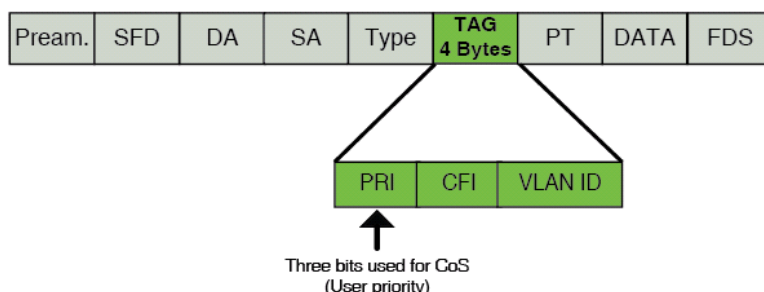 Pream. SFD DA SA Type TAG 4 Bytes PT DATA FDS
PRI CFI VLAN ID
Three bits used for CoS
(User priority)